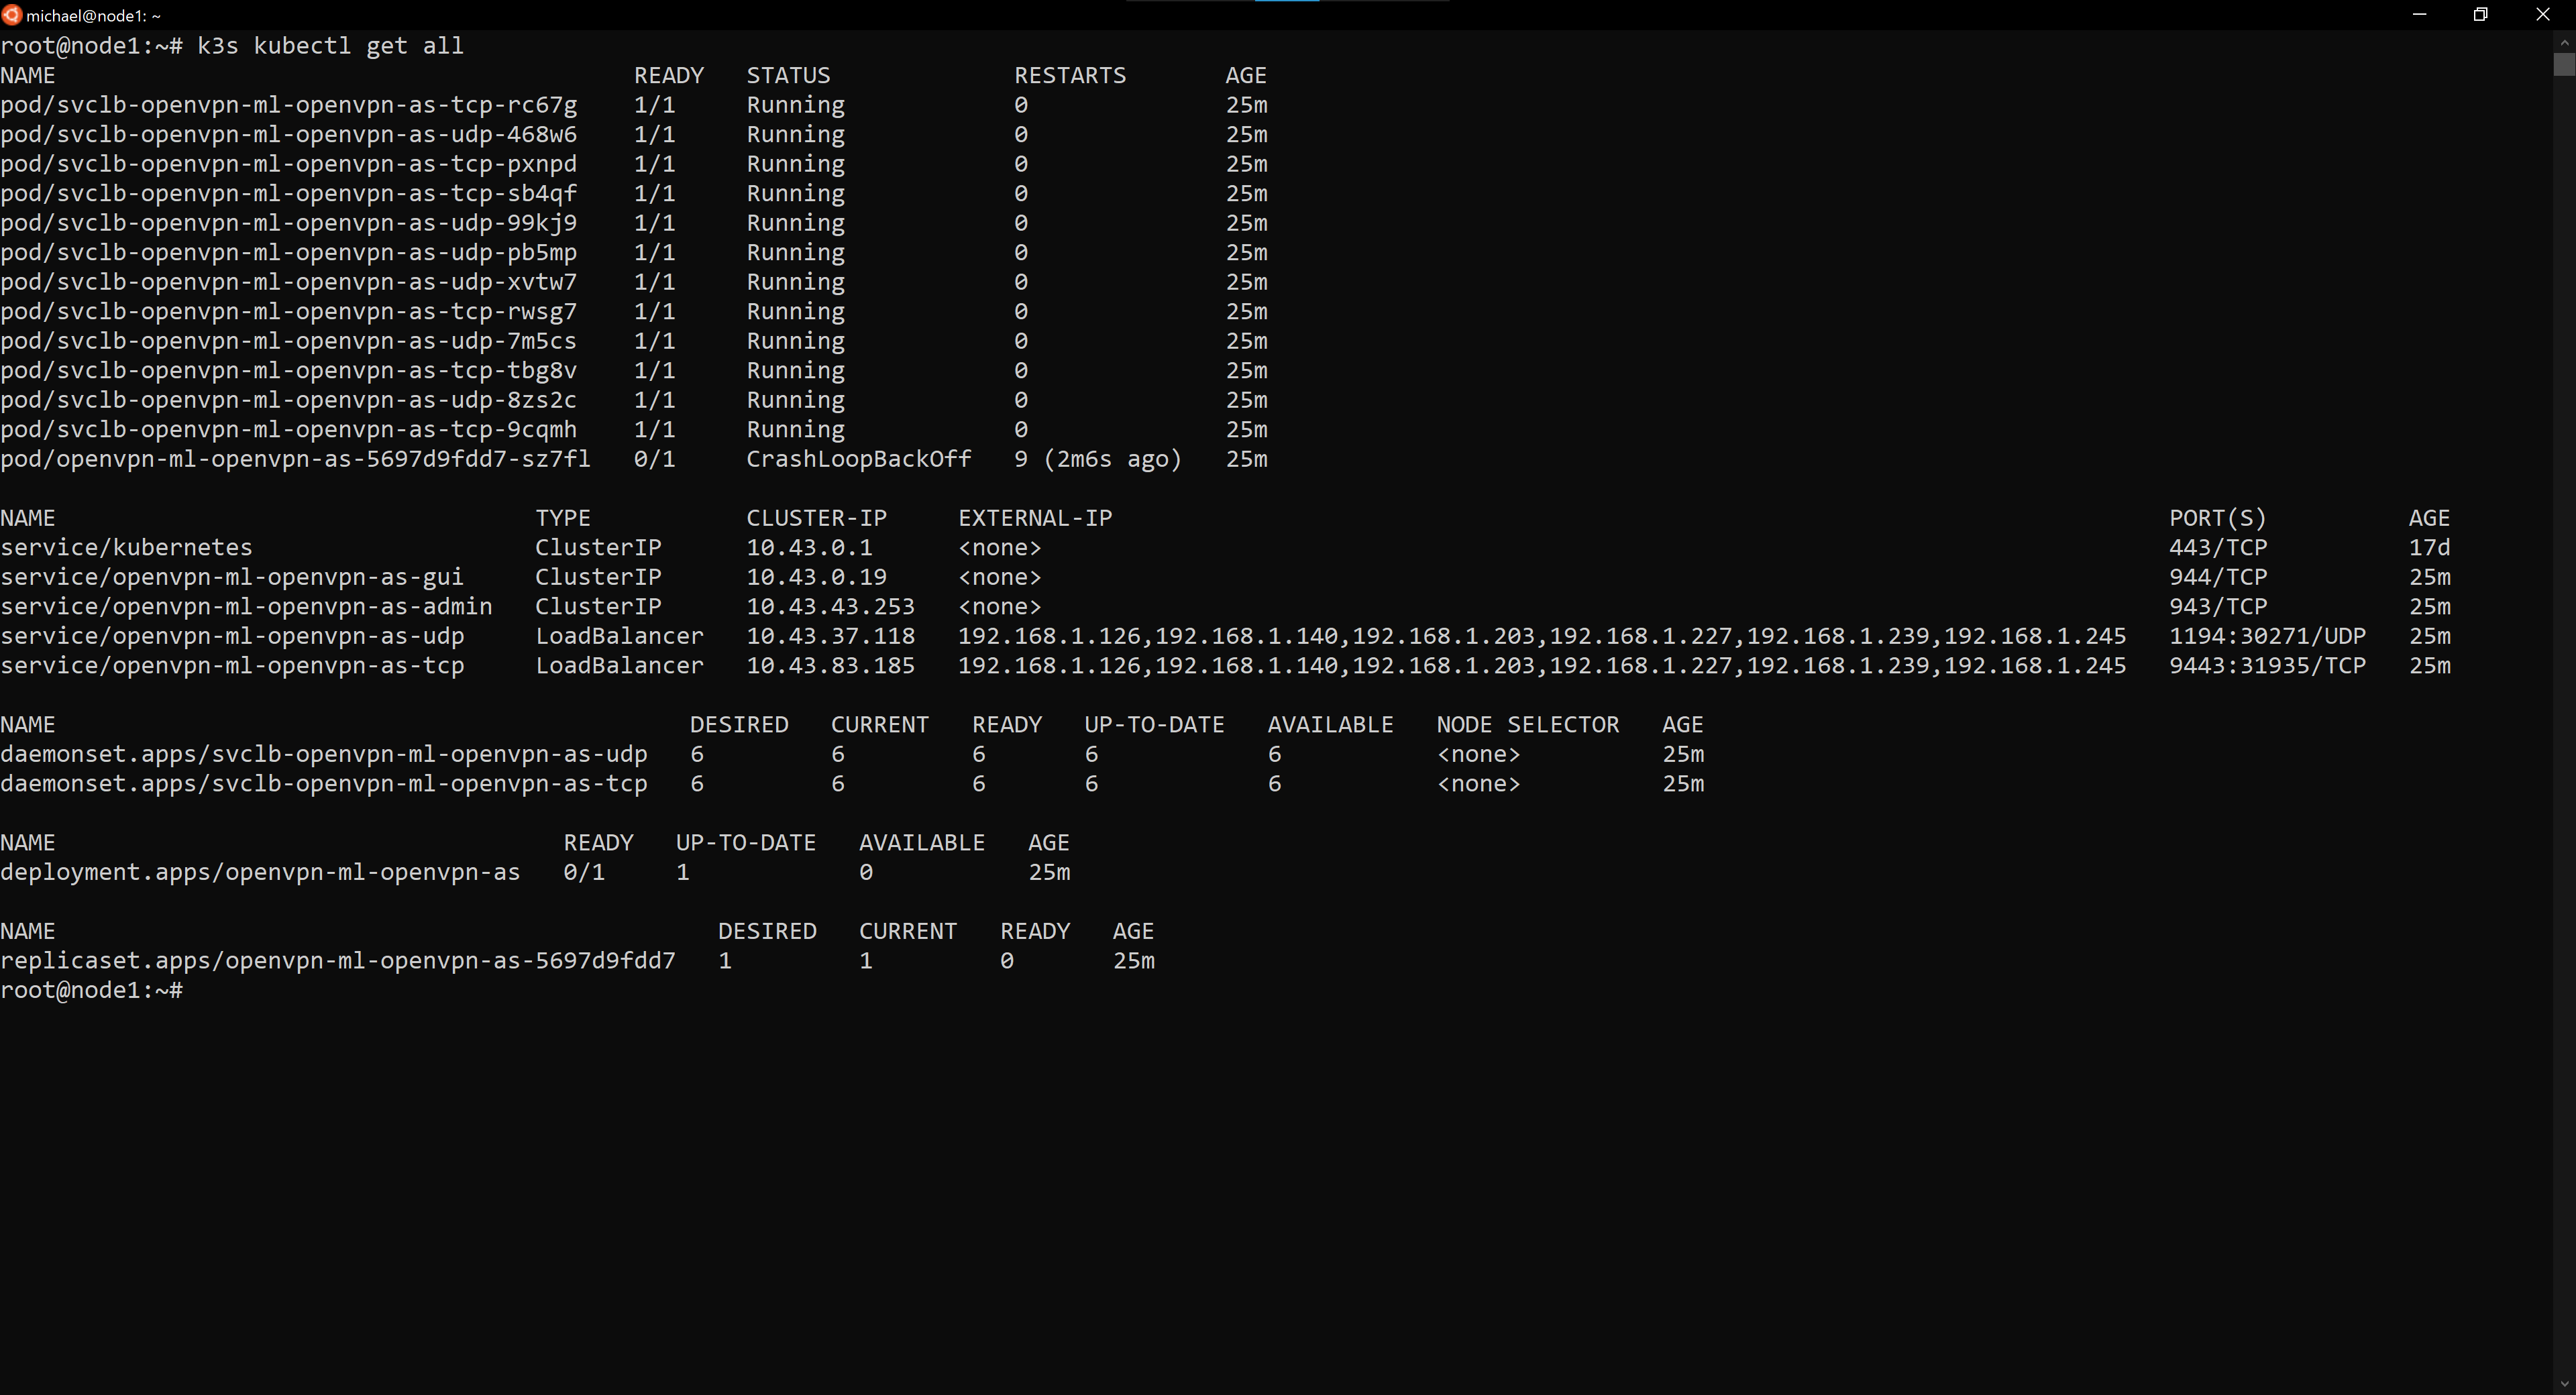 michael@node1: ~
root@node1:~# k3s kubectl get all
NAME READY STATUS RESTARTS AGE
pod/svclb-openvpn-ml-openvpn-as-tcp-rc67g 1/1 Running 0 25m
pod/svclb-openvpn-ml-openvpn-as-udp-468w6 1/1 Running 0 25m
pod/svclb-openvpn-ml-openvpn-as-tcp-pxnpd 1/1 Running 0 25m
pod/svclb-openvpn-ml-openvpn-as-tcp-sb4qf 1/1 Running 0 25m
pod/svclb-openvpn-ml-openvpn-as-udp-99kj9 1/1 Running 0 25m
pod/svclb-openvpn-ml-openvpn-as-udp-pb5mp 1/1 Running 0 25m
pod/svclb-openvpn-ml-openvpn-as-udp-xvtw7 1/1 Running 0 25m
pod/svclb-openvpn-ml-openvpn-as-tcp-rwsg7 1/1 Running 0 25m
pod/svclb-openvpn-ml-openvpn-as-udp-7m5cs 1/1 Running 0 25m
pod/svclb-openvpn-ml-openvpn-as-tcp-tbg8v 1/1 Running 0 25m
pod/svclb-openvpn-ml-openvpn-as-udp-8zs2c 1/1 Running 0 25m
pod/svclb-openvpn-ml-openvpn-as-tcp-9cqmh 1/1 Running 0 25m
pod/openvpn-ml-openvpn-as-5697d9fdd7-sz7fl 0/1 CrashLoopBackOff 9 (2m6s ago) 25m
NAME TYPE CLUSTER-IP EXTERNAL-IP PORT(S) AGE
service/kubernetes ClusterIP 10.43.0.1 <none> 443/TCP 17d
service/openvpn-ml-openvpn-as-gui ClusterIP 10.43.0.19 <none> 944/TCP 25m
service/openvpn-ml-openvpn-as-admin ClusterIP 10.43.43.253 <none> 943/TCP 25m
service/openvpn-ml-openvpn-as-udp LoadBalancer 10.43.37.118 192.168.1.126,192.168.1.140,192.168.1.203,192.168.1.227,192.168.1.239,192.168.1.245 1194:30271/UDP 25m
service/openvpn-ml-openvpn-as-tcp LoadBalancer 10.43.83.185 192.168.1.126,192.168.1.140,192.168.1.203,192.168.1.227,192.168.1.239,192.168.1.245 9443:31935/TCP 25m
NAME DESIRED CURRENT READY UP-TO-DATE AVAILABLE NODE SELECTOR AGE
daemonset.apps/svclb-openvpn-ml-openvpn-as-udp 6 6 6 6 6 <none> 25m
daemonset.apps/svclb-openvpn-ml-openvpn-as-tcp 6 6 6 6 6 <none> 25m
NAME READY UP-TO-DATE AVAILABLE AGE
deployment.apps/openvpn-ml-openvpn-as 0/1 1 0 25m
NAME DESIRED CURRENT READY AGE
replicaset.apps/openvpn-ml-openvpn-as-5697d9fdd7 1 1 0 25m
root@node1:~#